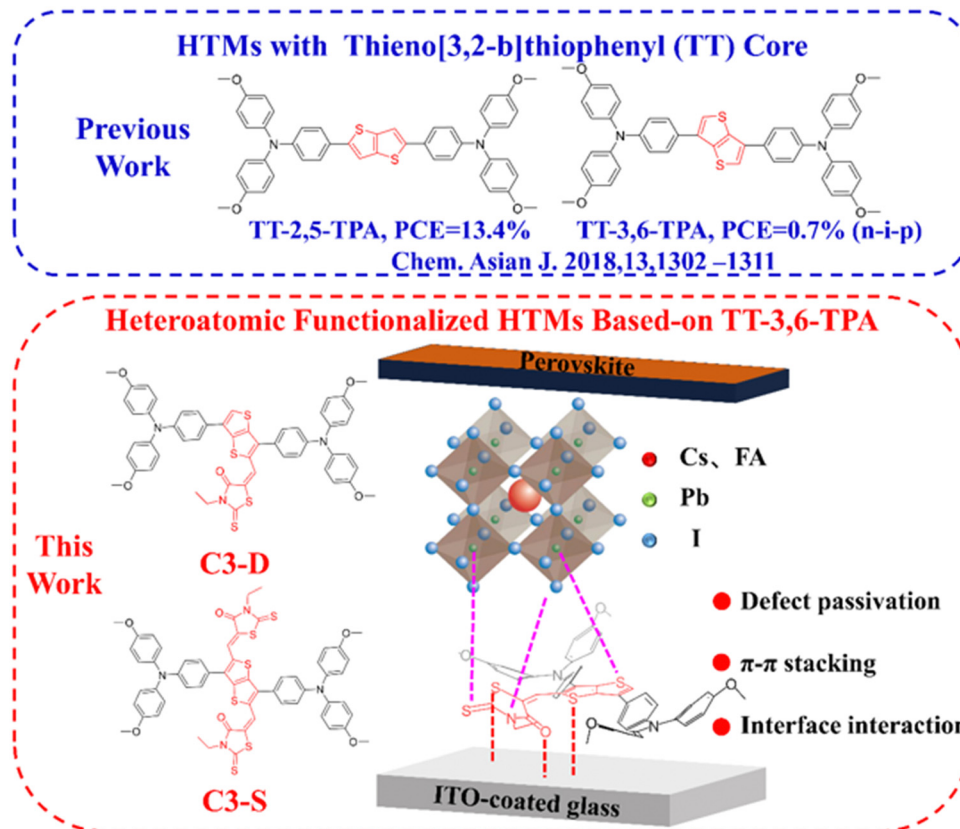 HTMs with Thieno[3,2-b]thiophenyl (TT) Core
Previous
Work
TT-2,5-TPA, PCE=13.4%
TT-3,6-TPA, PCE=0.7% (n-i-p)
Chem. Asian J. 2018,13,1302 –1311
Heteroatomic Functionalized HTMs Based-on TT-3,6-TPA
This
Work
C3-D
C3-S
Perovskite
Cs、FA
Pb
I
Defect passivation
π-π stacking
Interface interaction
ITO-coated glass